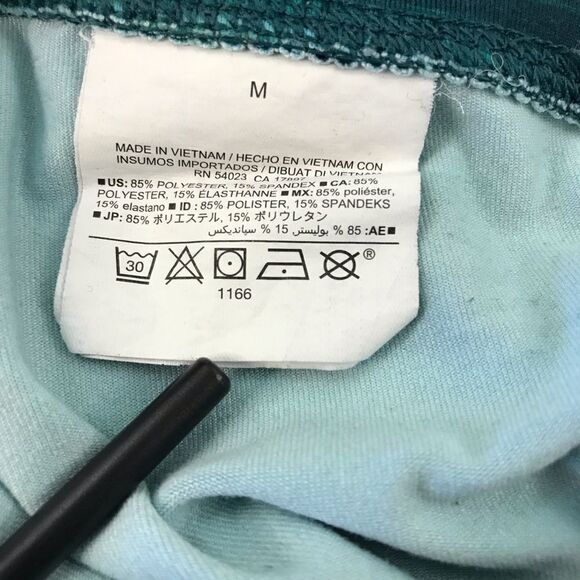 M
MADE IN VIETNAM / HECHO EN VIETNAM CON
INSUMOS IMPORTADOS / DIBUAT DI VIETNAM
RN 54023 CA
■US: 85% POLYESTER, 15% SPANDEX ■ CA: 85%
POLYESTER, 15% ÉLASTHANNE ■ MX: 85% poliéster,
15% elastano ■ ID : 85% POLISTER, 15% SPANDEKS
■ JP: 85% ポリエステル, 15% ポリウレタン
■AE: 85 % بوليستر, 15 % سپانديكس
30
®
1166